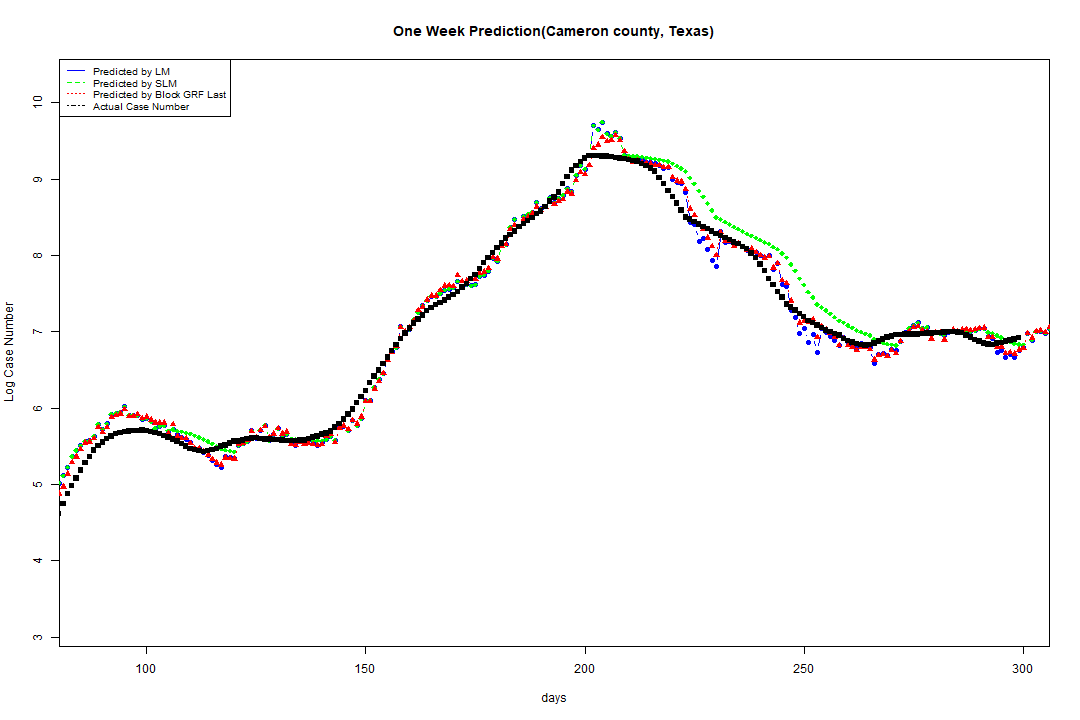 One Week Prediction(Cameron county, Texas)
Predicted by LM
Predicted by SLM
Predicted by Block GRF Last
Actual Case Number
10
9
8
7
6
5
4
3
Log Case Number
100 150 200 250 300
days